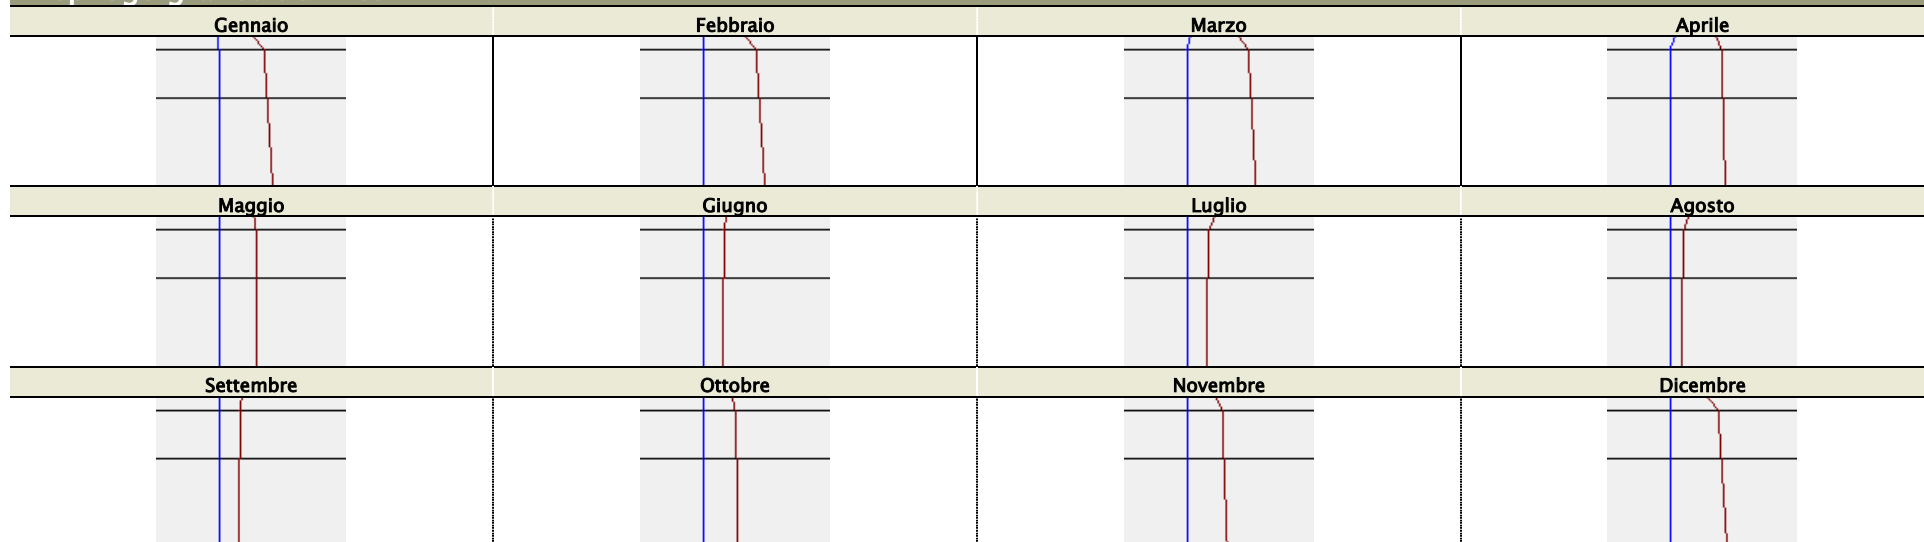 Gennaio Febbraio Marzo Aprile
Maggio Giugno Luglio Agosto
Settembre Ottobre Novembre Dicembre